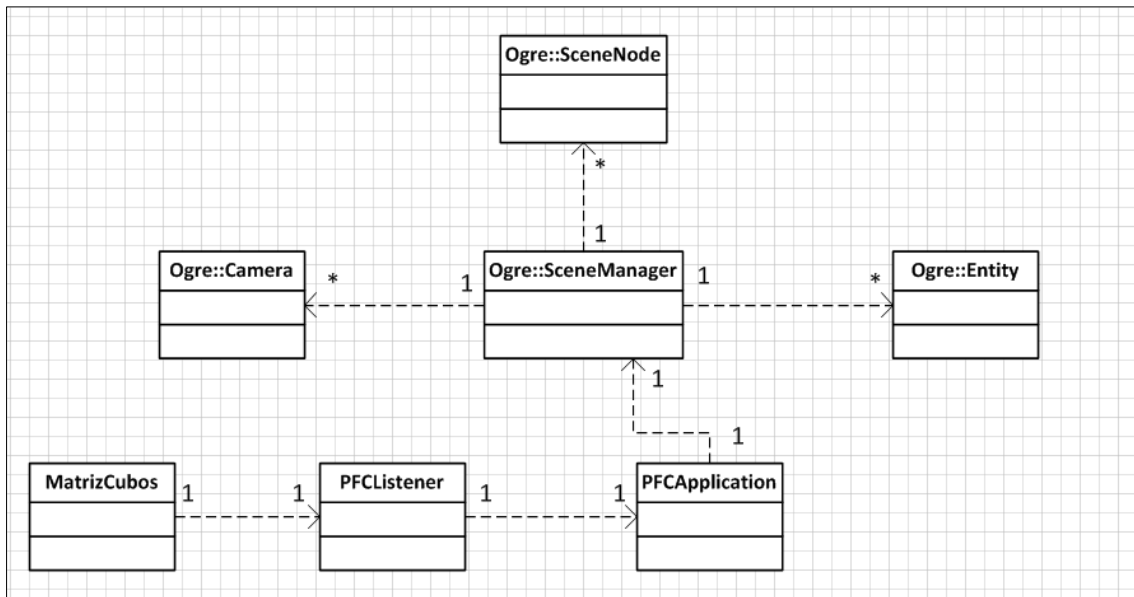 Ogre::SceneNode
*
1
Ogre::Camera
*
1
Ogre::SceneManager
1
*
Ogre::Entity
1
1
MatrizCubos
1
1
PFCListener
1
1
PFCApplication